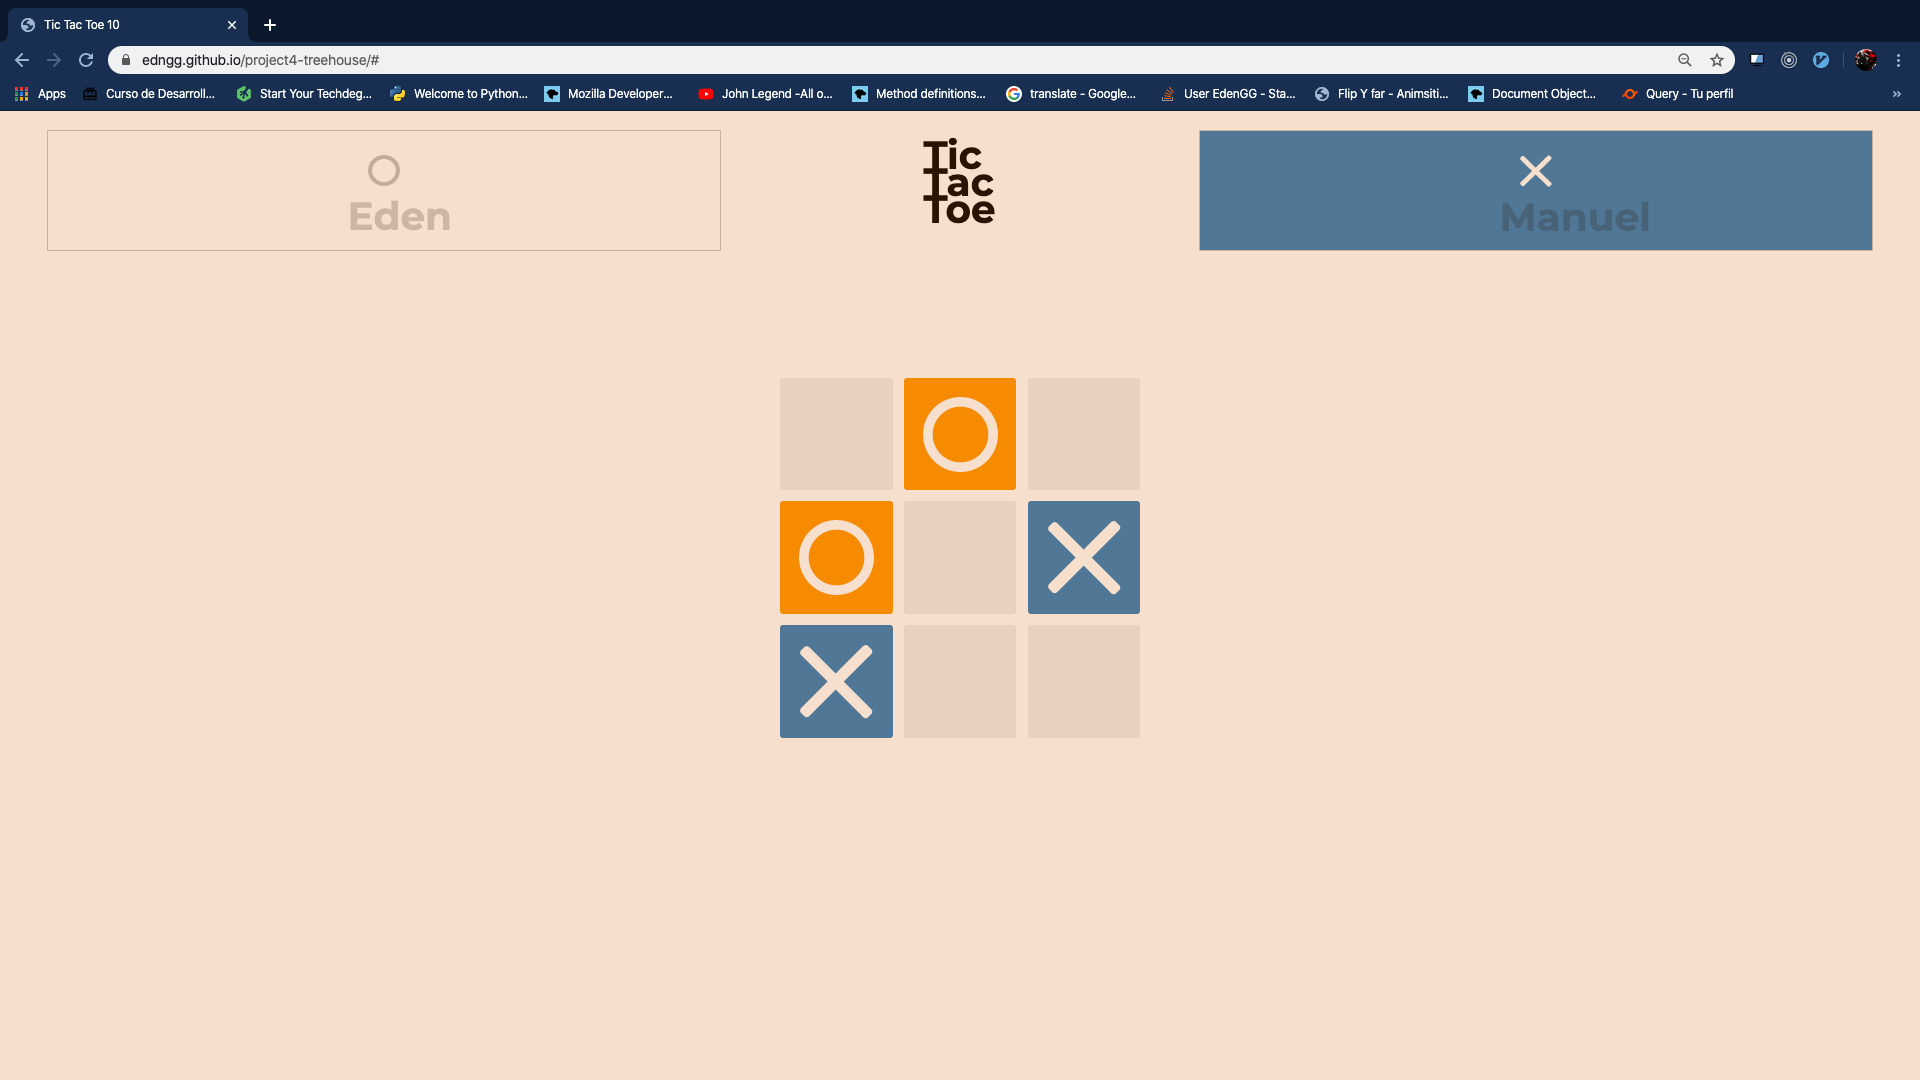 Tic Tac Toe 10
edngg.github.io/project4-treehouse/#
Apps
Curso de Desarroll...
Start Your Techdeg...
Welcome to Python...
Mozilla Developer...
John Legend -All o...
Method definitions...
translate - Google...
User EdenGG - Sta...
Flip Y far - Animsiti...
Document Object...
Query - Tu perfil
Eden
Tic
Tac
Toe
Manuel